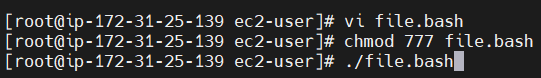 [root@ip-172-31-25-139 ec2-user]# vi file.bash
[root@ip-172-31-25-139 ec2-user]# chmod 777 file.bash
[root@ip-172-31-25-139 ec2-user]# ./file.bash